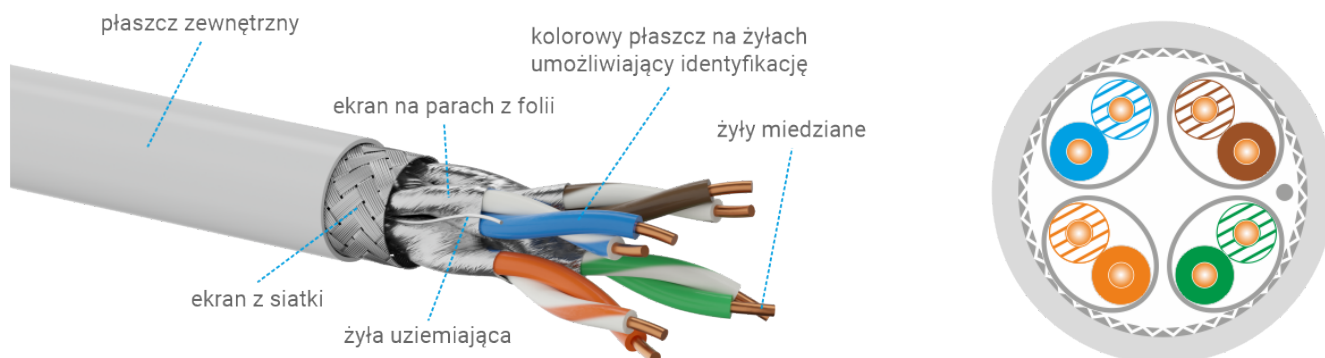 płaszcz zewnętrzny
kolorowy płaszcz na żyłach
umożliwiający identyfikację
ekran na parach z folii
żyły miedziane
ekran z siatki
żyła uziemiająca